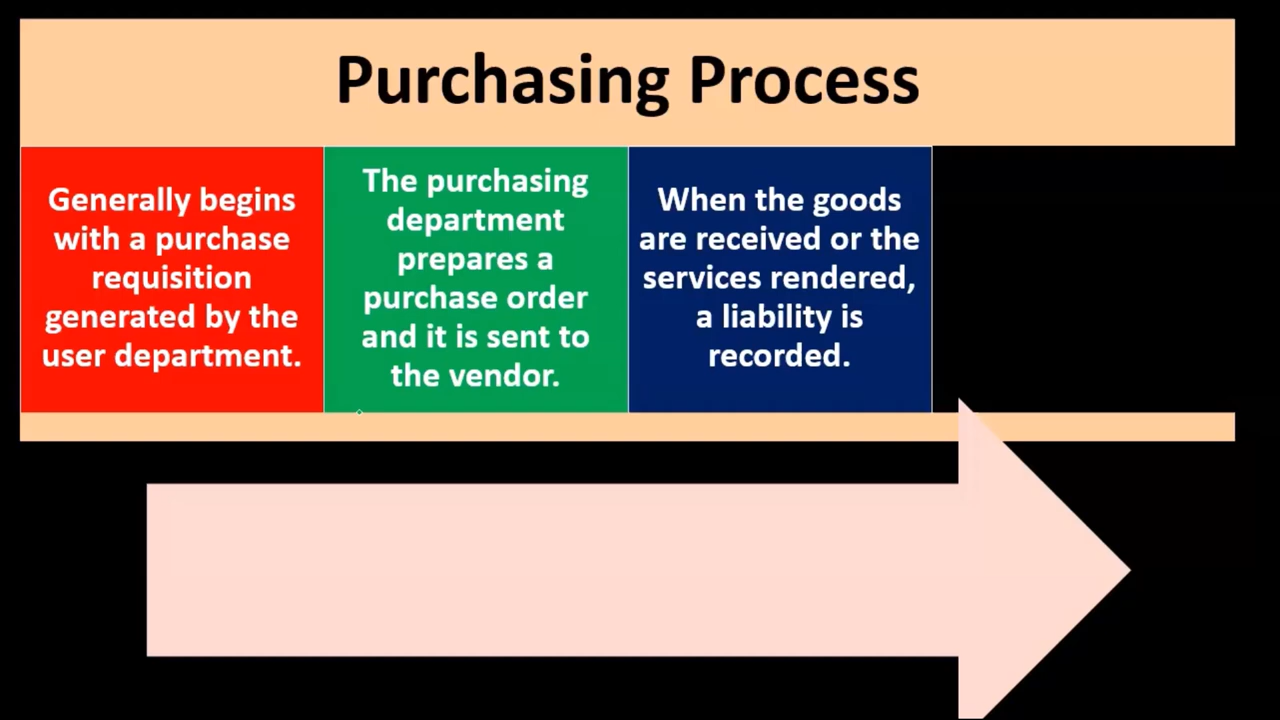 Purchasing Process
Generally begins
with a purchase
requisition
generated by the
user department.
The purchasing
department
prepares a
purchase order
and it is sent to
the vendor.
When the goods
are received or the
services rendered,
a liability is
recorded.